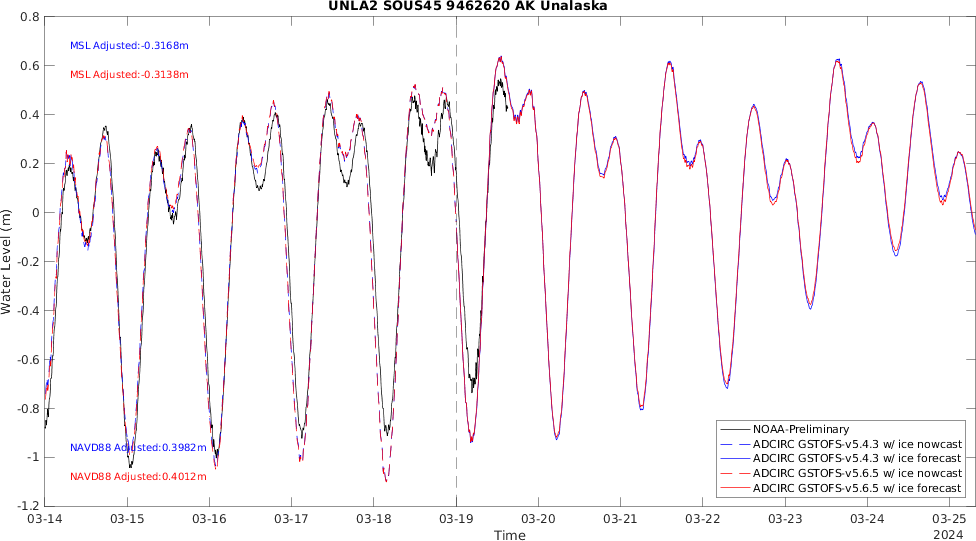 UNLA2 SOUS45 9462620 AK Unalaska
0.8
0.6
0.4
0.2
0
-0.2
-0.4
-0.6
-0.8
-1
-1.2
Water Level (m)
MSL Adjusted:-0.3168m
MSL Adjusted:-0.3138m
NAVD88 Adjusted:0.3982m
NAVD88 Adjusted:0.4012m
NOAA-Preliminary
ADCIRC GSTOFS-v5.4.3 w/ ice nowcast
ADCIRC GSTOFS-v5.4.3 w/ ice forecast
ADCIRC GSTOFS-v5.6.5 w/ ice nowcast
ADCIRC GSTOFS-v5.6.5 w/ ice forecast
03-14 03-15 03-16 03-17 03-18 03-19 03-20 03-21 03-22 03-23 03-24 03-25
Time
2024